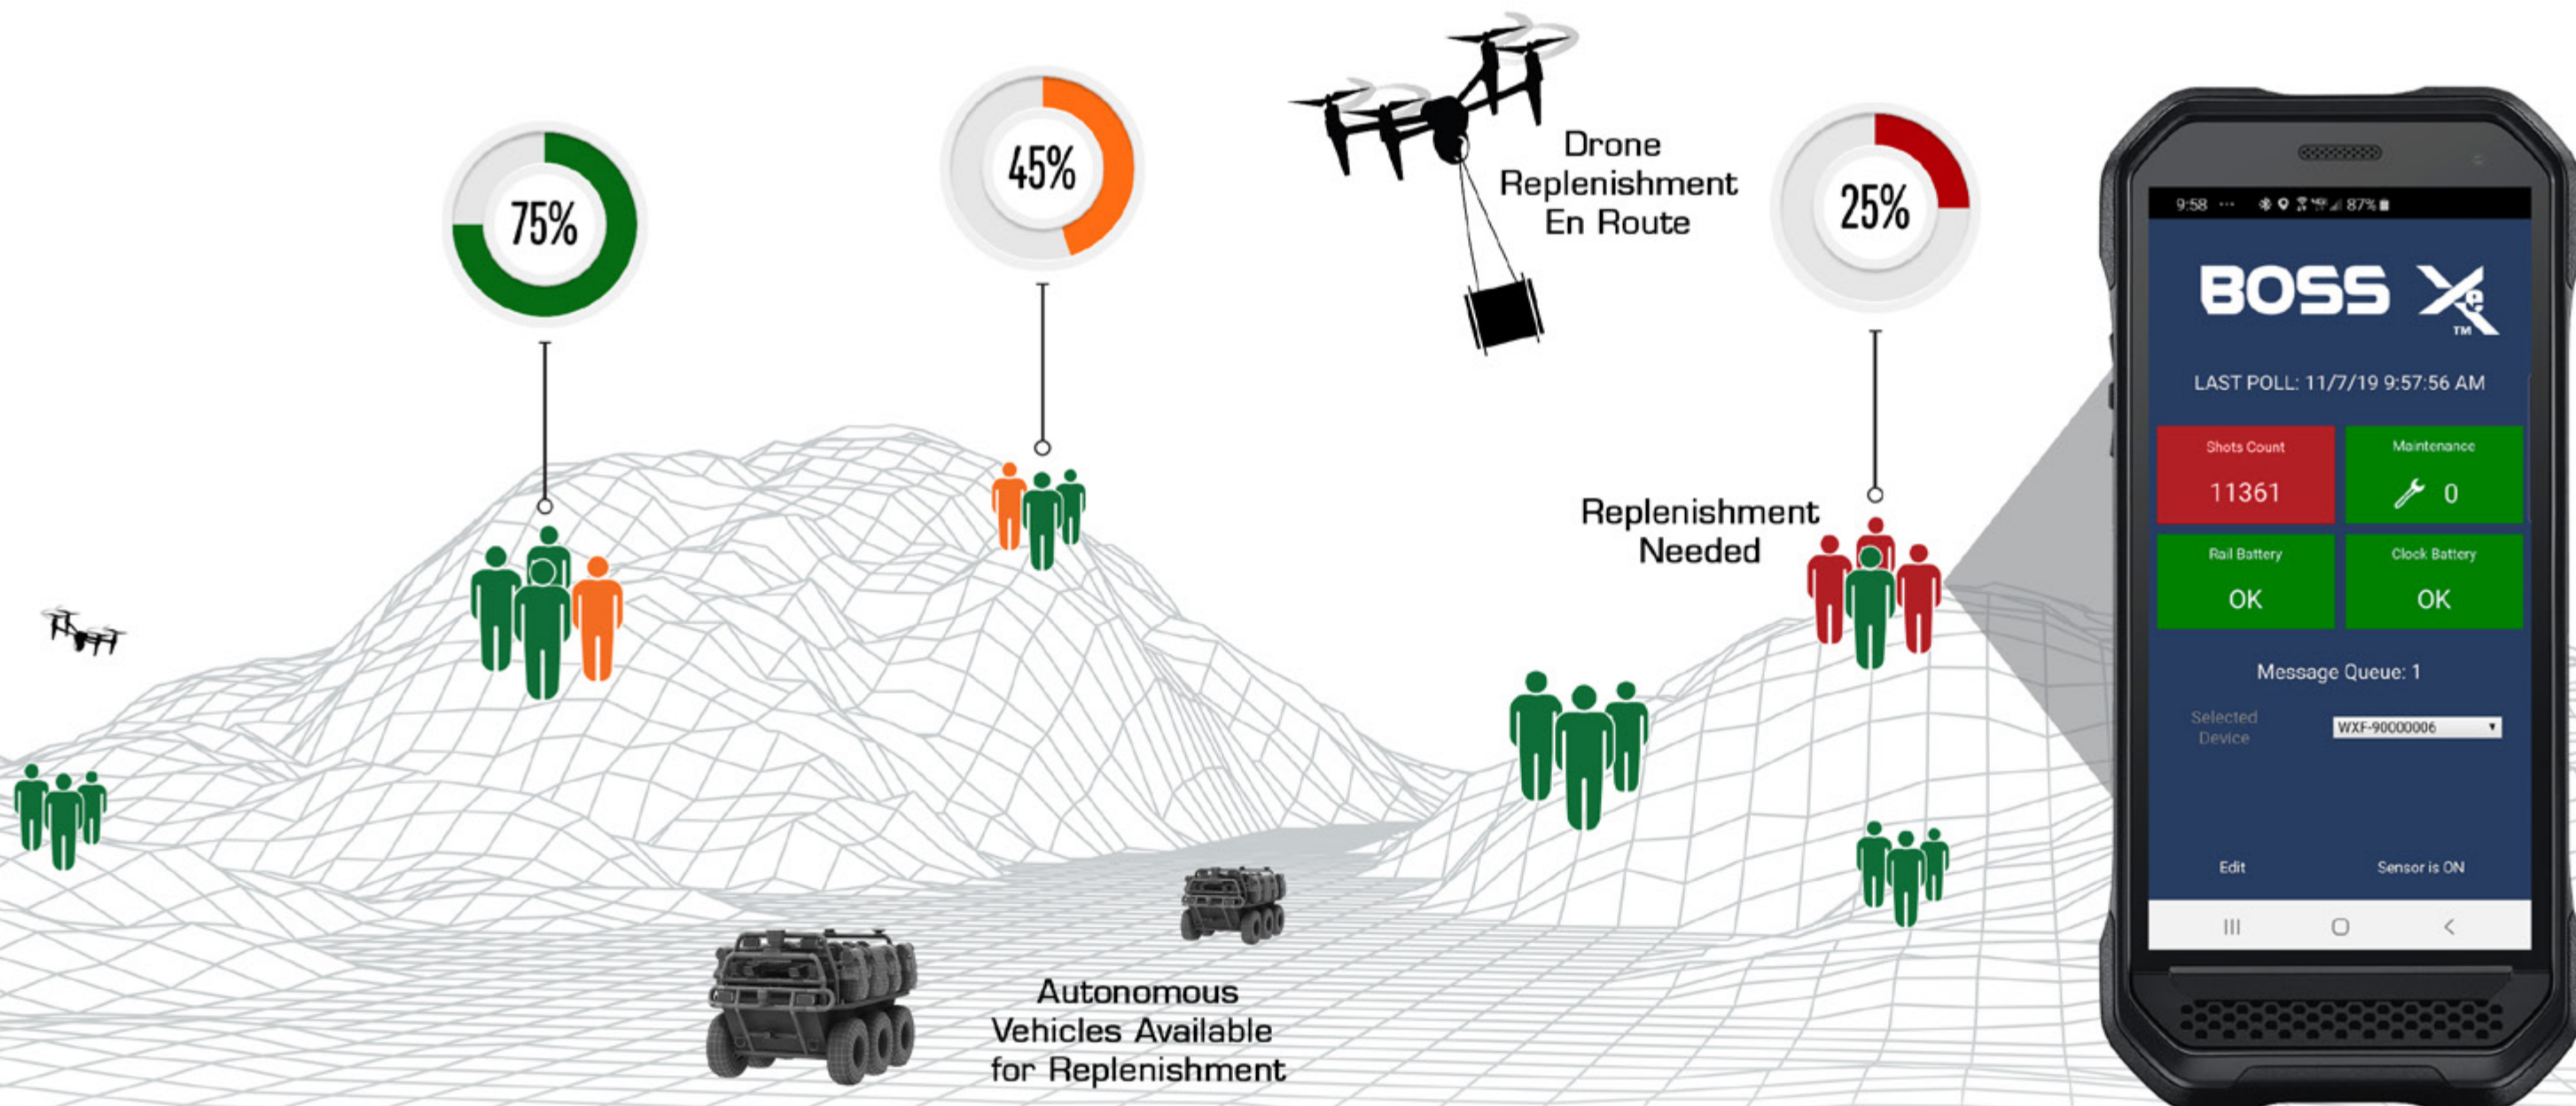 75%
45%
Drone
Replenishment
En Route
25%
Replenishment
Needed
Autonomous
Vehicles Available
for Replenishment
9:58 87%
BOSS Xe
TM
LAST POLL: 11/7/19 9:57:56 AM
Shots Count
11361
Maintenance
0
Rail Battery
OK
Clock Battery
OK
Message Queue: 1
Selected
Device
WXF-90000006
Edit
Sensor is ON